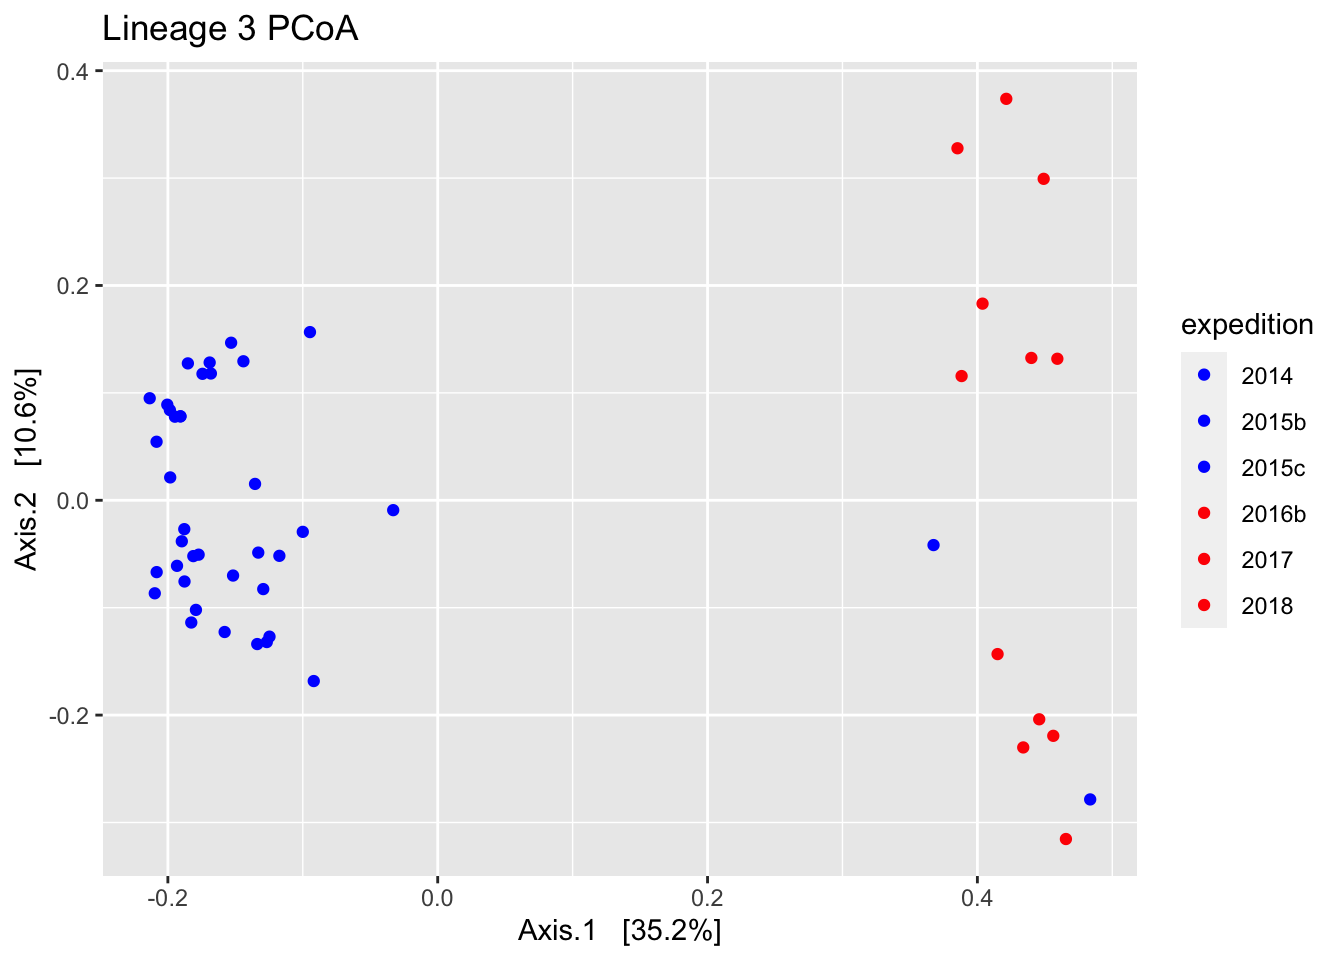 Lineage 3 PCoA
0.4
0.2
0.0
-0.2
Axis.2 [10.6%]
-0.2 0.0 0.2 0.4
Axis.1 [35.2%]
expedition
2014
2015b
2015c
2016b
2017
2018